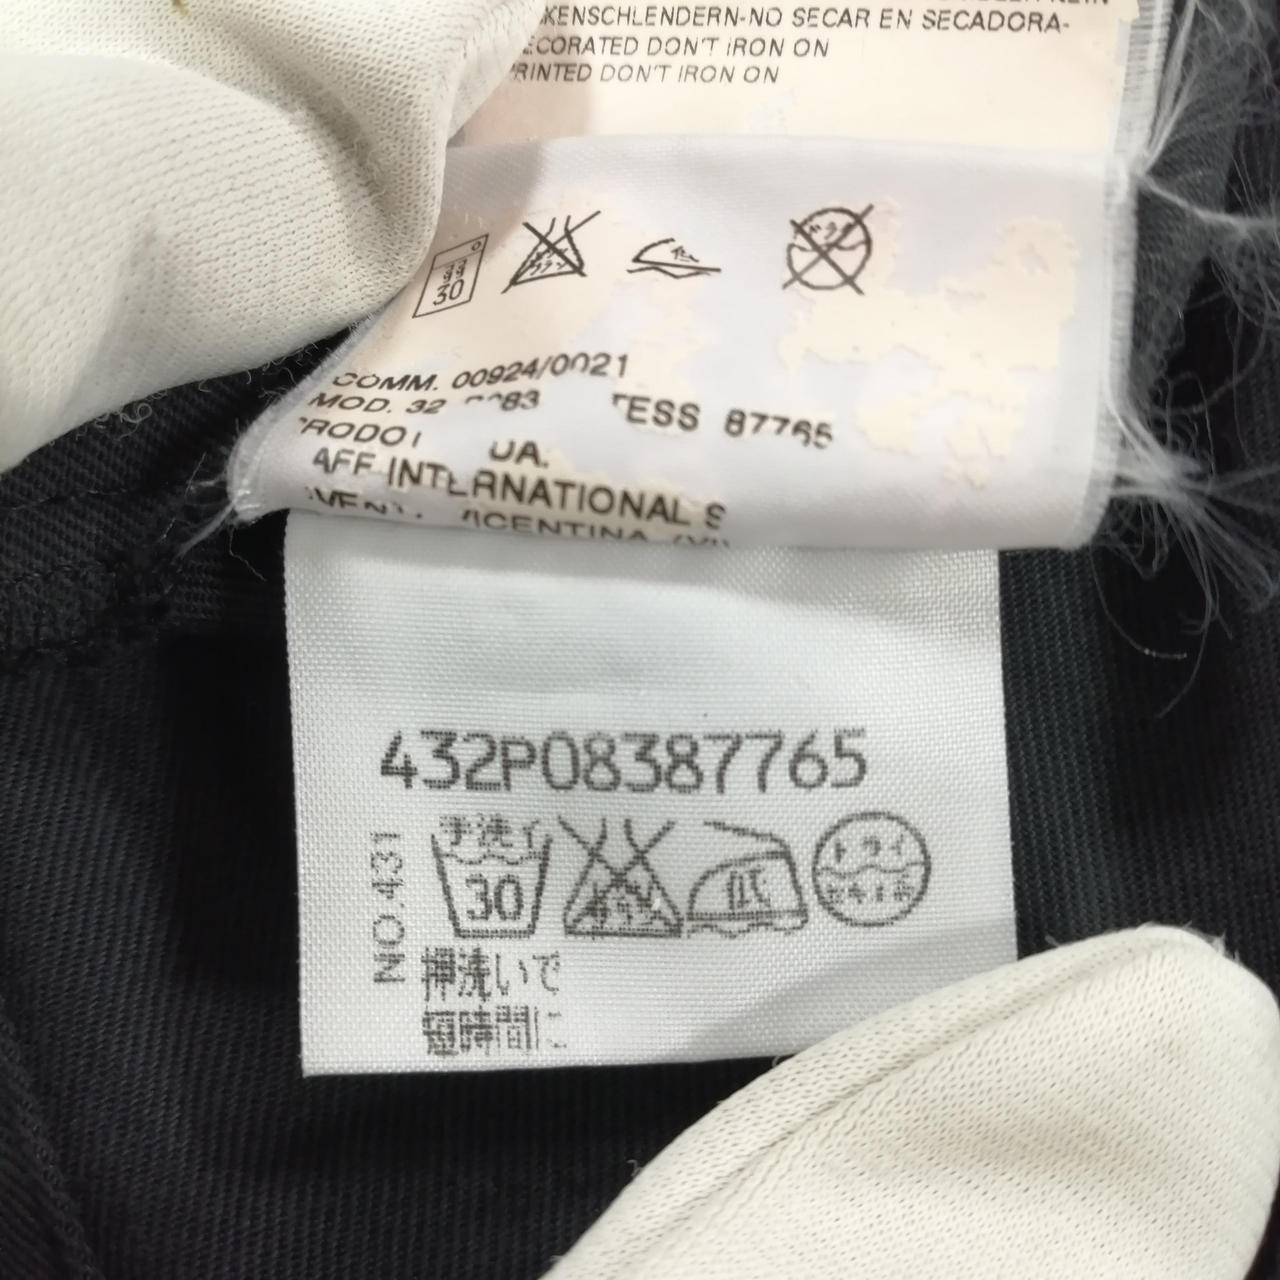 KENSCHLENDERN-NO SECAR EN SECADORA-
DON'T IRON ON
DON'T IRON ON
30
COMM. 00924/0021
MOD. 32 83 TESS 87765
UA.
AFF INTERNATIONAL S
VICENTINA (VI)
432P08387765
NO.431
手洗イ
30
低
ドライ
押洗いで
短時間に